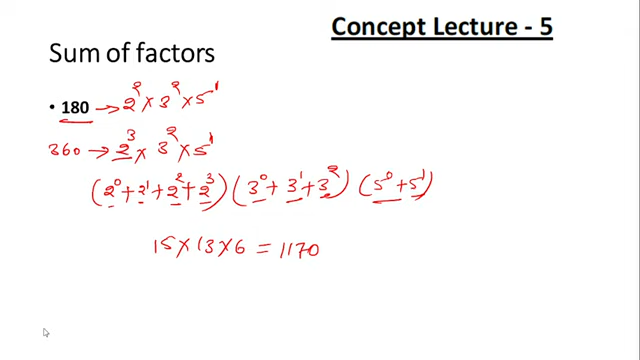 Concept Lecture - 5
Sum of factors
• 180 → 2² × 3² × 5¹
360 → 2³ × 3² × 5¹
(2⁰ + 2¹ + 2² + 2³) (3⁰ + 3¹ + 3²) (5⁰ + 5¹)
15 × 13 × 6 = 1170